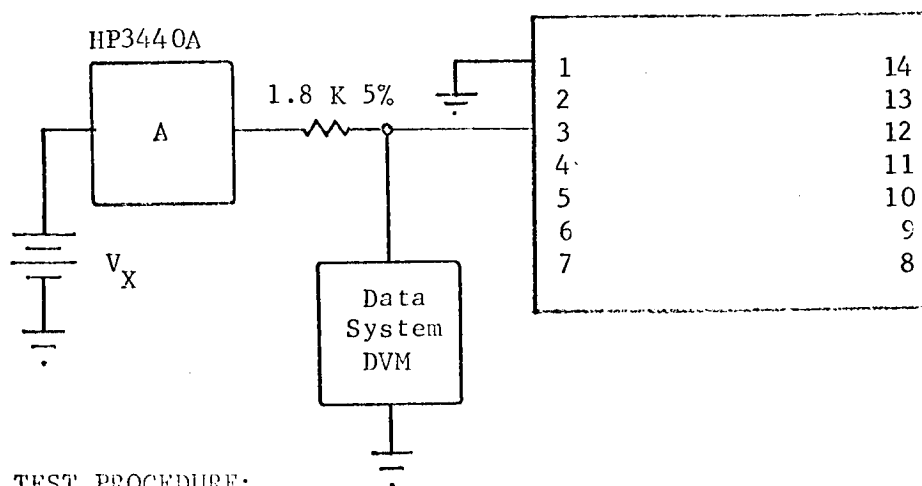 HP3440A
A
1.8 K 5%
V_X
Data
System
DVM
1 14
2 13
3 12
4 11
5 10
6 9
7 8
TEST PROCEDURE: